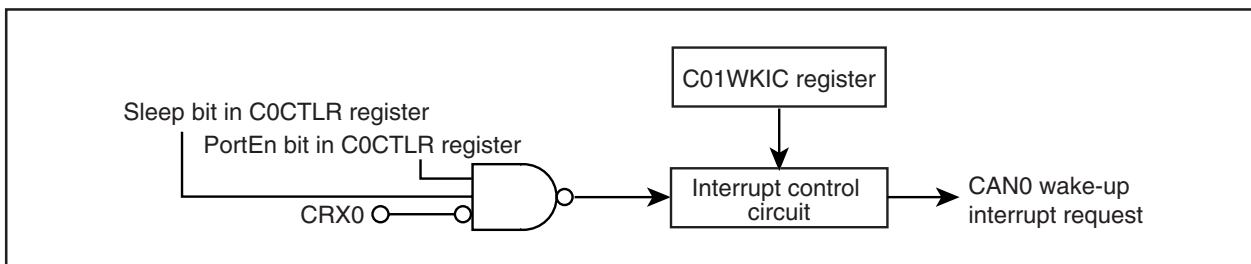 C01WKIC register
Sleep bit in C0CTLR register
PortEn bit in C0CTLR register
CRX0
Interrupt control
circuit
CAN0 wake-up
interrupt request